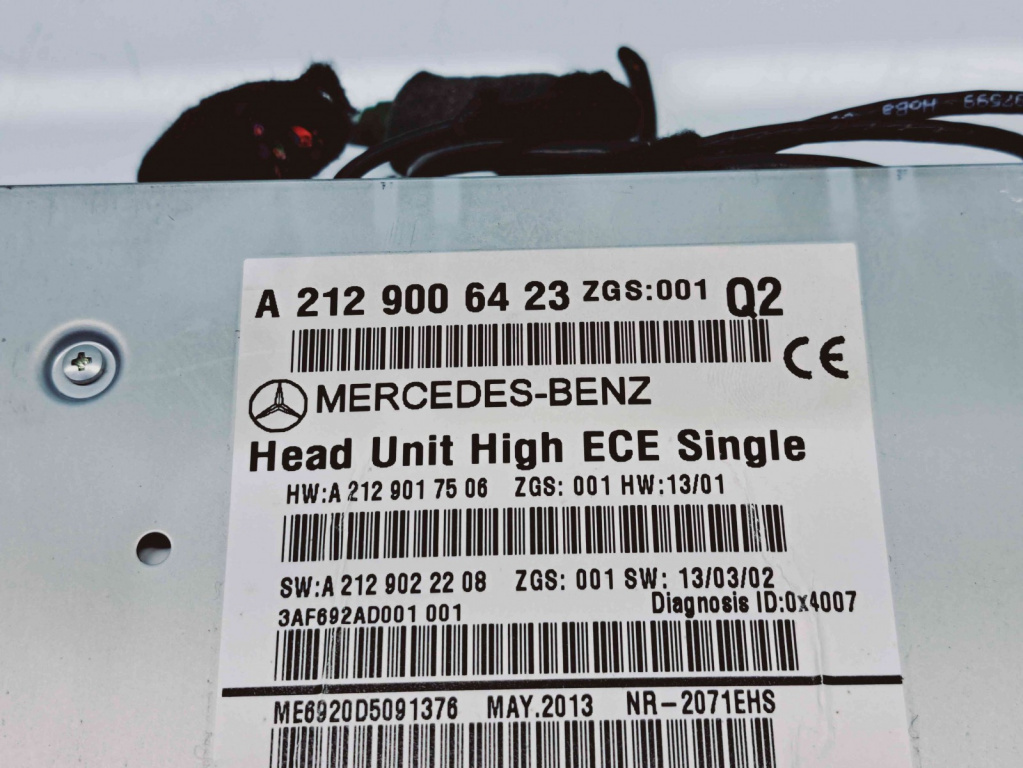 A 212 900 64 23 ZGS:001 Q2
CE
MERCEDES-BENZ
Head Unit High ECE Single
HW:A 212 901 75 06 ZGS: 001 HW:13/01
SW:A 212 902 22 08 ZGS: 001 SW: 13/03/02
3AF692AD001 001 Diagnosis ID:0x4007
ME6920D5091376 MAY.2013 NR-2071EHS